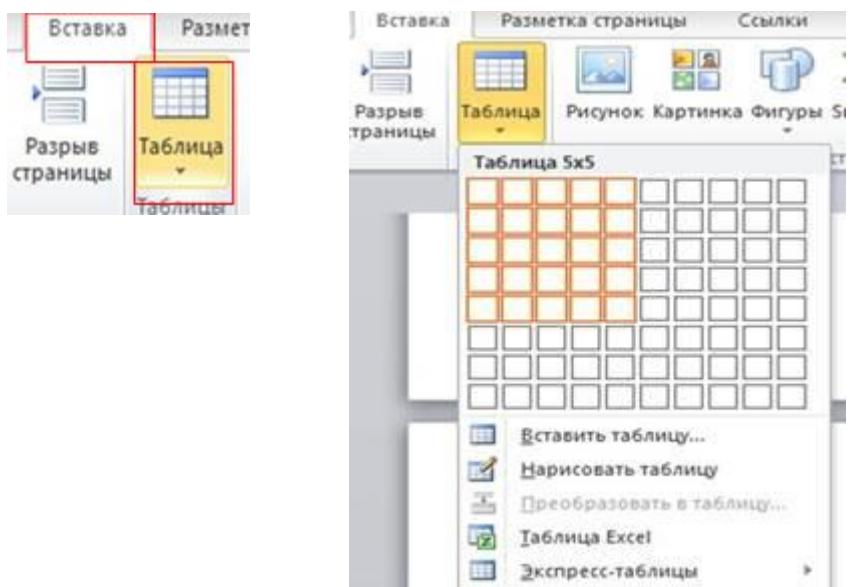 Вставка Размет
Разрыв
страницы
Таблица
Таблицы
Вставка Разметка страницы Ссылки
Разрыв
страницы
Таблица
Рисунок
Картинка
Фигуры
Таблица 5x5
Вставить таблицу...
Нарисовать таблицу
Преобразовать в таблицу...
Таблица Excel
Экспресс-таблицы